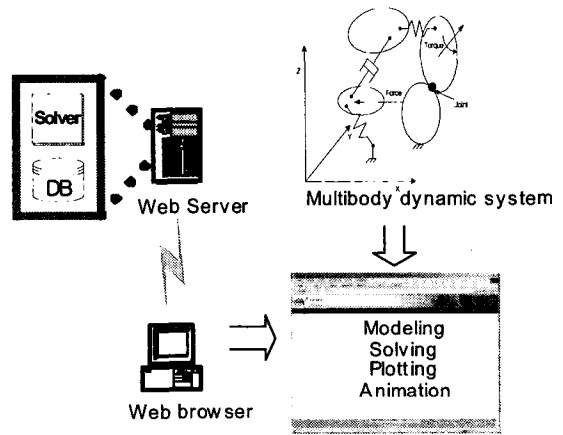 Solver
DB
Web Server
Z
Y
X
Torque
Force
Joint
Multibody dynamic system
Web browser
Modeling
Solving
Plotting
Animation